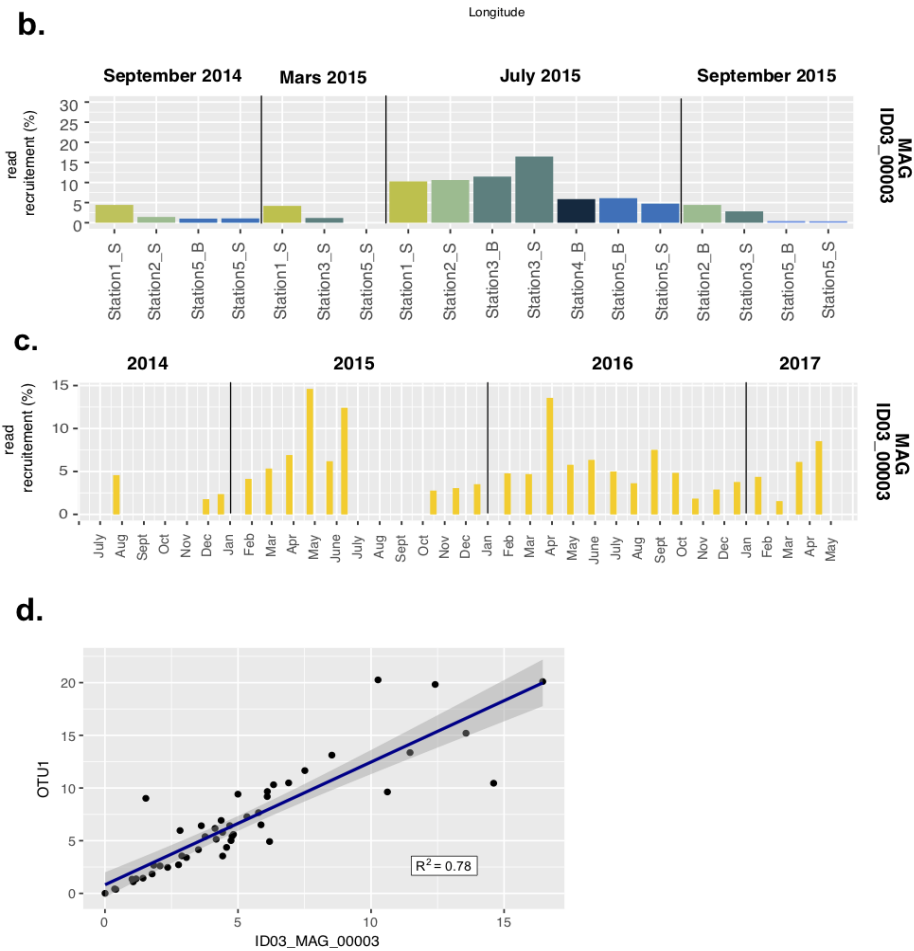 Longitude
b.
September 2014
Mars 2015
July 2015
September 2015
read
recruitement (%)
30
25
20
15
10
5
0
MAG
ID03_00003
Station1_S
Station2_S
Station5_B
Station5_S
Station1_S
Station3_S
Station5_S
Station1_S
Station2_S
Station3_B
Station3_S
Station4_B
Station5_B
Station5_S
Station2_B
Station3_S
Station5_B
Station5_S
c.
2014
2015
2016
2017
read
recruitement (%)
15
10
5
0
MAG
ID03_00003
July
Aug
Sept
Oct
Nov
Dec
Jan
Feb
Mar
Apr
May
June
July
Aug
Sept
Oct
Nov
Dec
Jan
Feb
Mar
Apr
May
June
July
Aug
Sept
Oct
Nov
Dec
Jan
Feb
Mar
Apr
May
d.
OTU1
20
15
10
5
0
R² = 0.78
0
5
10
15
ID03_MAG_00003